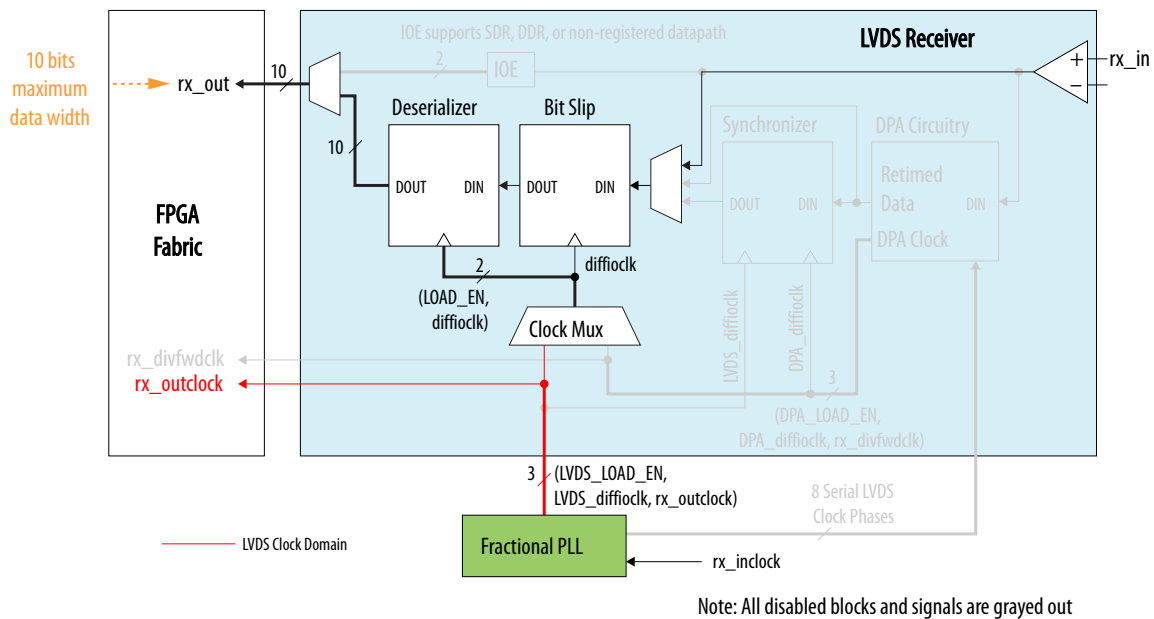 IOE supports SDR, DDR, or non-registered datapath
LVDS Receiver
rx_in
+
−
2
IOE
10 bits
maximum
data width
rx_out
10
Deserializer
Bit Slip
Synchronizer
DPA Circuitry
10
DOUT
DIN
DOUT
DIN
DOUT
DIN
Retimed
Data
DIN
DPA Clock
FPGA
Fabric
2
(LOAD_EN,
diffioclk)
diffioclk
Clock Mux
LVDS_diffioclk
DPA_diffioclk
rx_divfwdclk
rx_outclock
3
(DPA_LOAD_EN,
DPA_diffioclk, rx_divfwdclk)
3
(LVDS_LOAD_EN,
LVDS_diffioclk, rx_outclock)
8 Serial LVDS
Clock Phases
LVDS Clock Domain
Fractional PLL
rx_inclock
Note: All disabled blocks and signals are grayed out